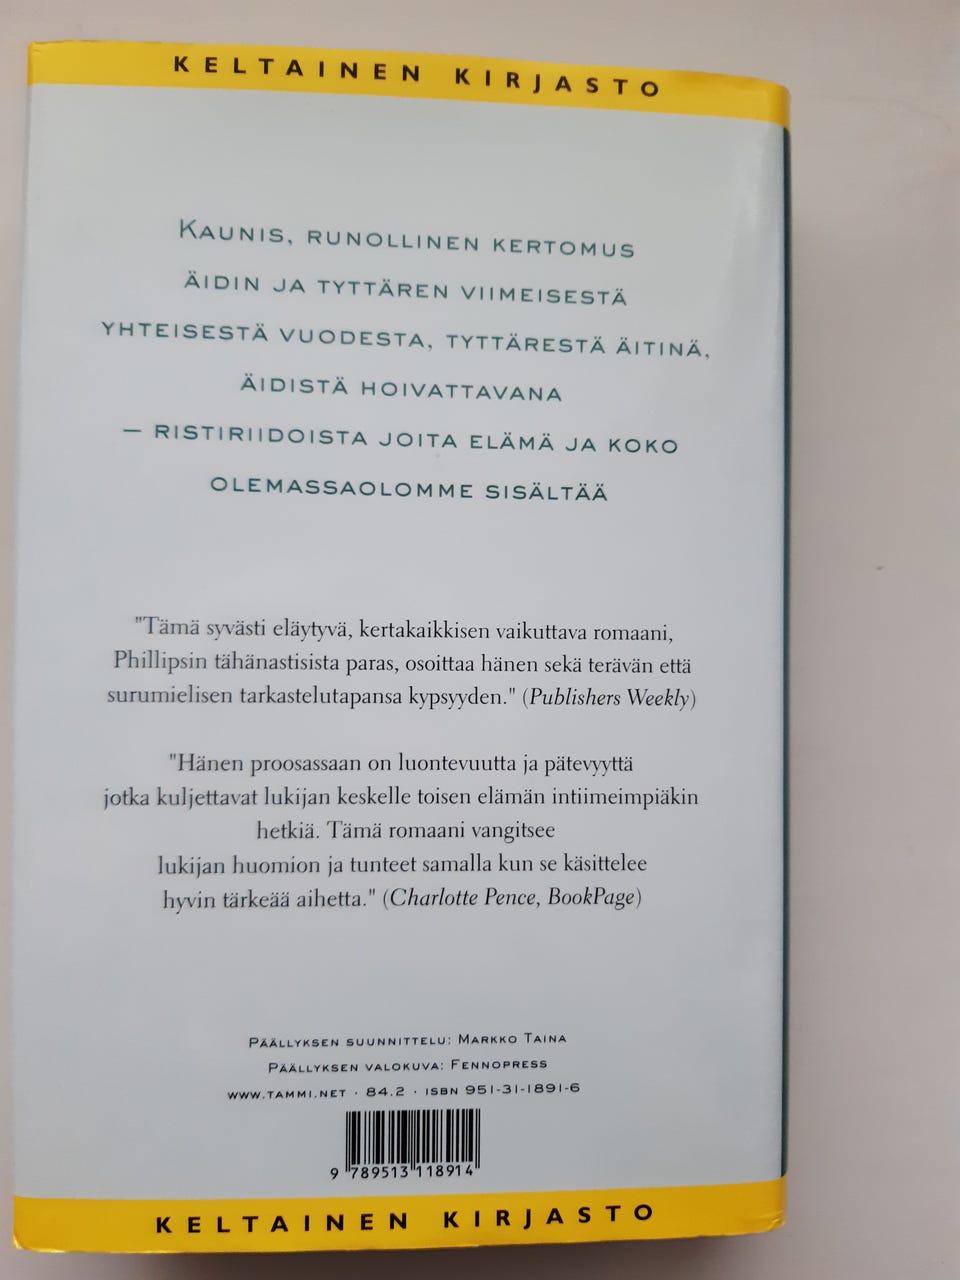 KELTAINEN KIRJASTO
KAUNIS, RUNOLLINEN KERTOMUS
ÄIDIN JA TYTTÄREN VIIMEISESTÄ
YHTEISESTÄ VUODESTA, TYTTÄRESTÄ ÄITINÄ,
ÄIDISTÄ HOIVATTAVANA
– RISTIRIIDOISTA JOITA ELÄMÄ JA KOKO
OLEMASSAOLOMME SISÄLTÄÄ
"Tämä syvästi eläytyvä, kertakaikkisen vaikuttava romaani,
Phillipsin tähänastisista paras, osoittaa hänen sekä terävän että
surumielisen tarkastelutapansa kypsyyden." (Publishers Weekly)
"Hänen proosassaan on luontevuutta ja pätevyyttä
jotka kuljettavat lukijan keskelle toisen elämän intiimeimpiäkin
hetkiä. Tämä romaani vangitsee
lukijan huomion ja tunteet samalla kun se käsittelee
hyvin tärkeää aihetta." (Charlotte Pence, BookPage)
PÄÄLLYKSEN SUUNNITTELU: MARKKO TAINA
PÄÄLLYKSEN VALOKUVA: FENNOPRESS
WWW.TAMMI.NET · 84.2 · ISBN 951-31-1891-6
9 789513 118914
KELTAINEN KIRJASTO